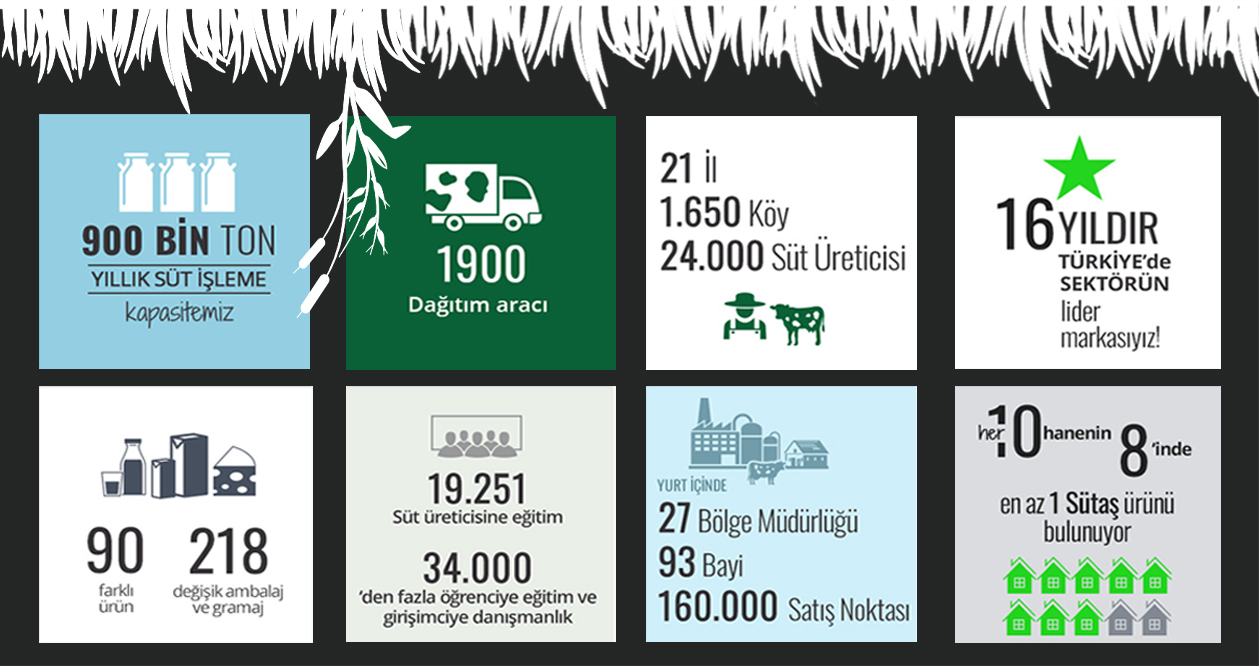 900 BİN TON
YILLIK SÜT İŞLEME
kapasitemiz
1900
Dağıtım aracı
21 İl
1.650 Köy
24.000 Süt Üreticisi
16 YILDIR
TÜRKİYE'de
SEKTÖRÜN
lider
markasıyız!
90
farklı
ürün
218
değişik ambalaj
ve gramaj
19.251
Süt üreticisine eğitim
34.000
'den fazla öğrenciye eğitim ve
girişimciye danışmanlık
YURT İÇİNDE
27 Bölge Müdürlüğü
93 Bayi
160.000 Satış Noktası
her 10 hanenin 8'inde
en az 1 Sütaş ürünü
bulunuyor